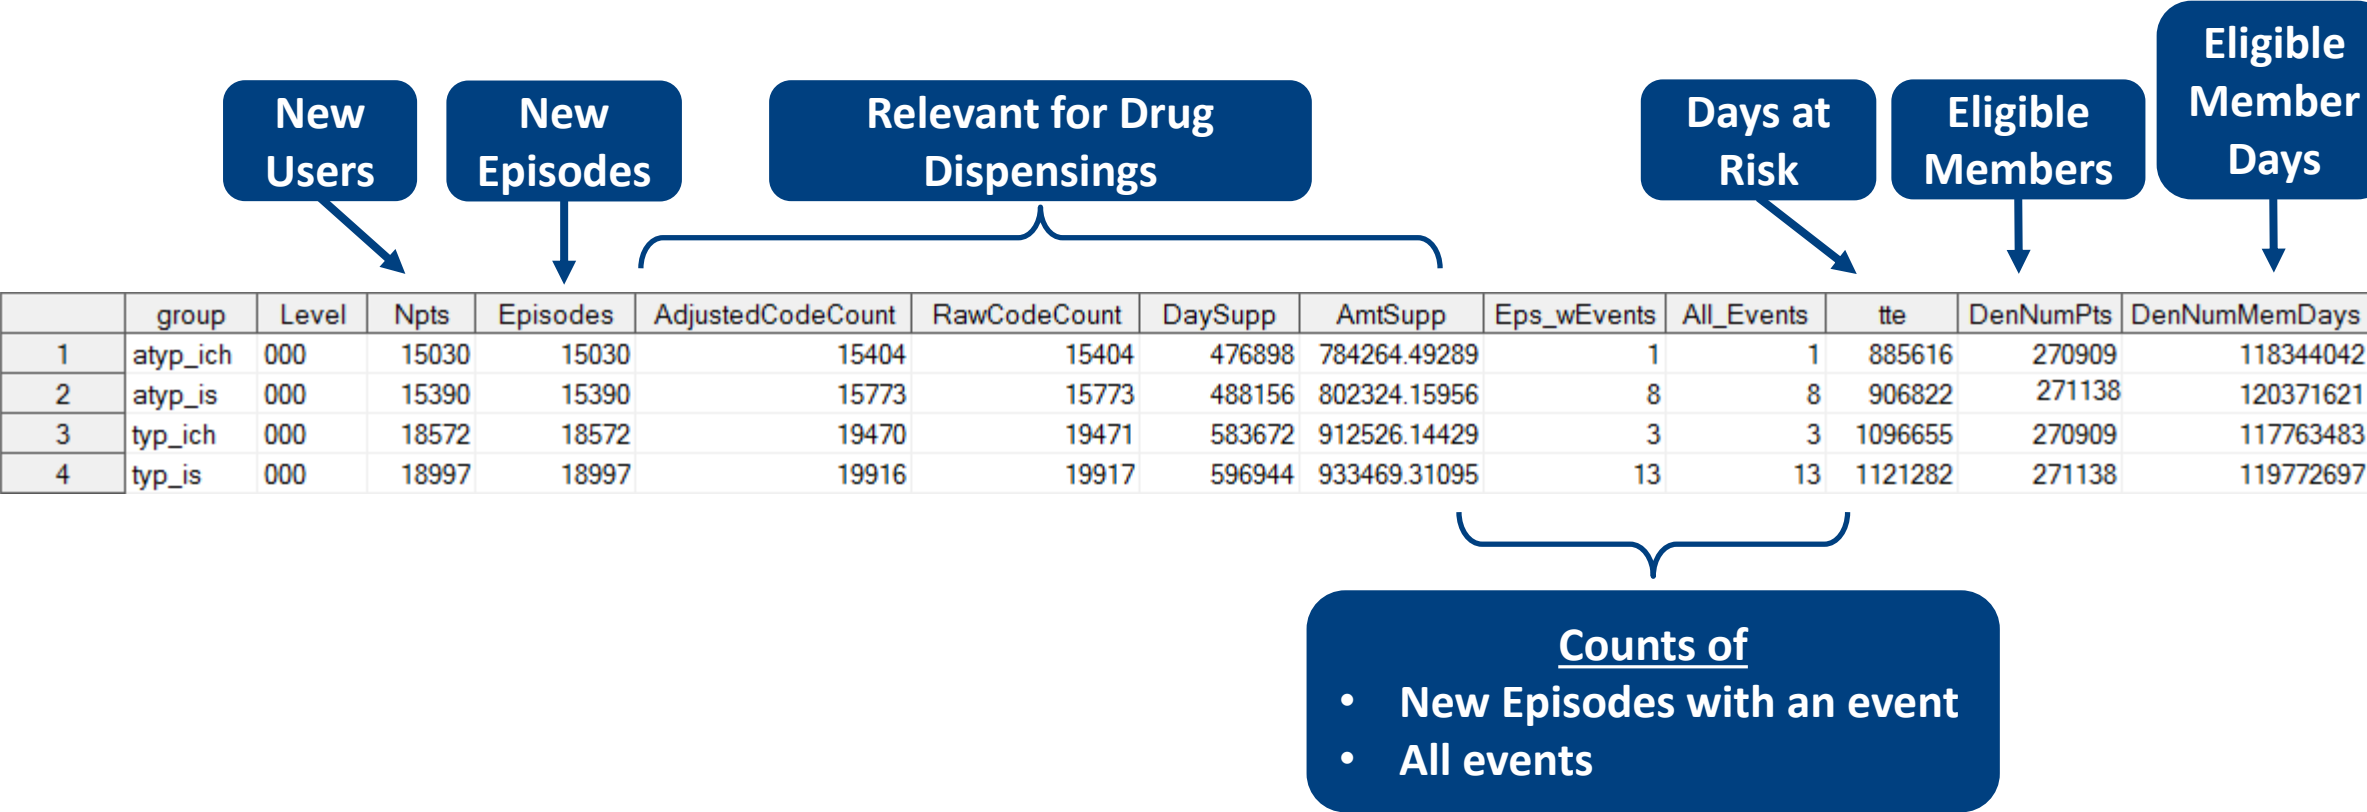 New
Users
New
Episodes
Relevant for Drug
Dispensings
Days at
Risk
Eligible
Members
Eligible
Member
Days
group Level Npts Episodes AdjustedCodeCount RawCodeCount DaySupp AmtSupp Eps_wEvents All_Events tte DenNumPts DenNumMemDays
1 atyp_ich 000 15030 15030 15404 15404 476898 784264.49289 1 1 885616 270909 118344042
2 atyp_is 000 15390 15390 15773 15773 488156 802324.15956 8 8 906822 271138 120371621
3 typ_ich 000 18572 18572 19470 19471 583672 912526.14429 3 3 1096655 270909 117763483
4 typ_is 000 18997 18997 19916 19917 596944 933469.31095 13 13 1121282 271138 119772697
Counts of
• New Episodes with an event
• All events